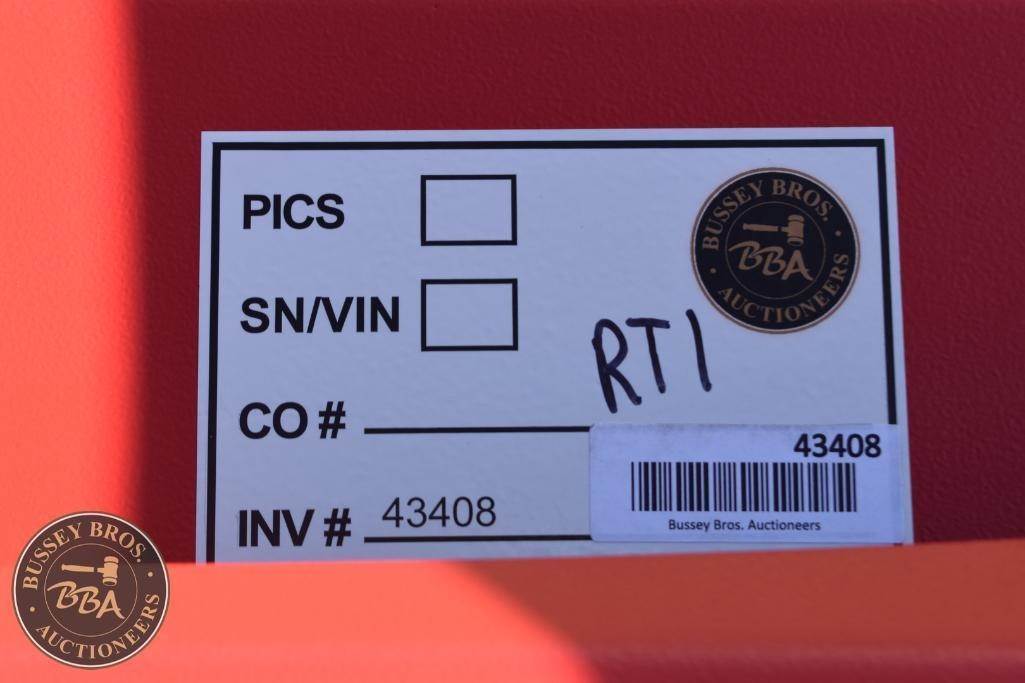 PICS
BUSSEY BROS.
BBA
AUCTIONEERS
SN/VIN
RT1
CO #
43408
INV # 43408
Bussey Bros. Auctioneers
BUSSEY BROS.
BBA
AUCTIONEERS